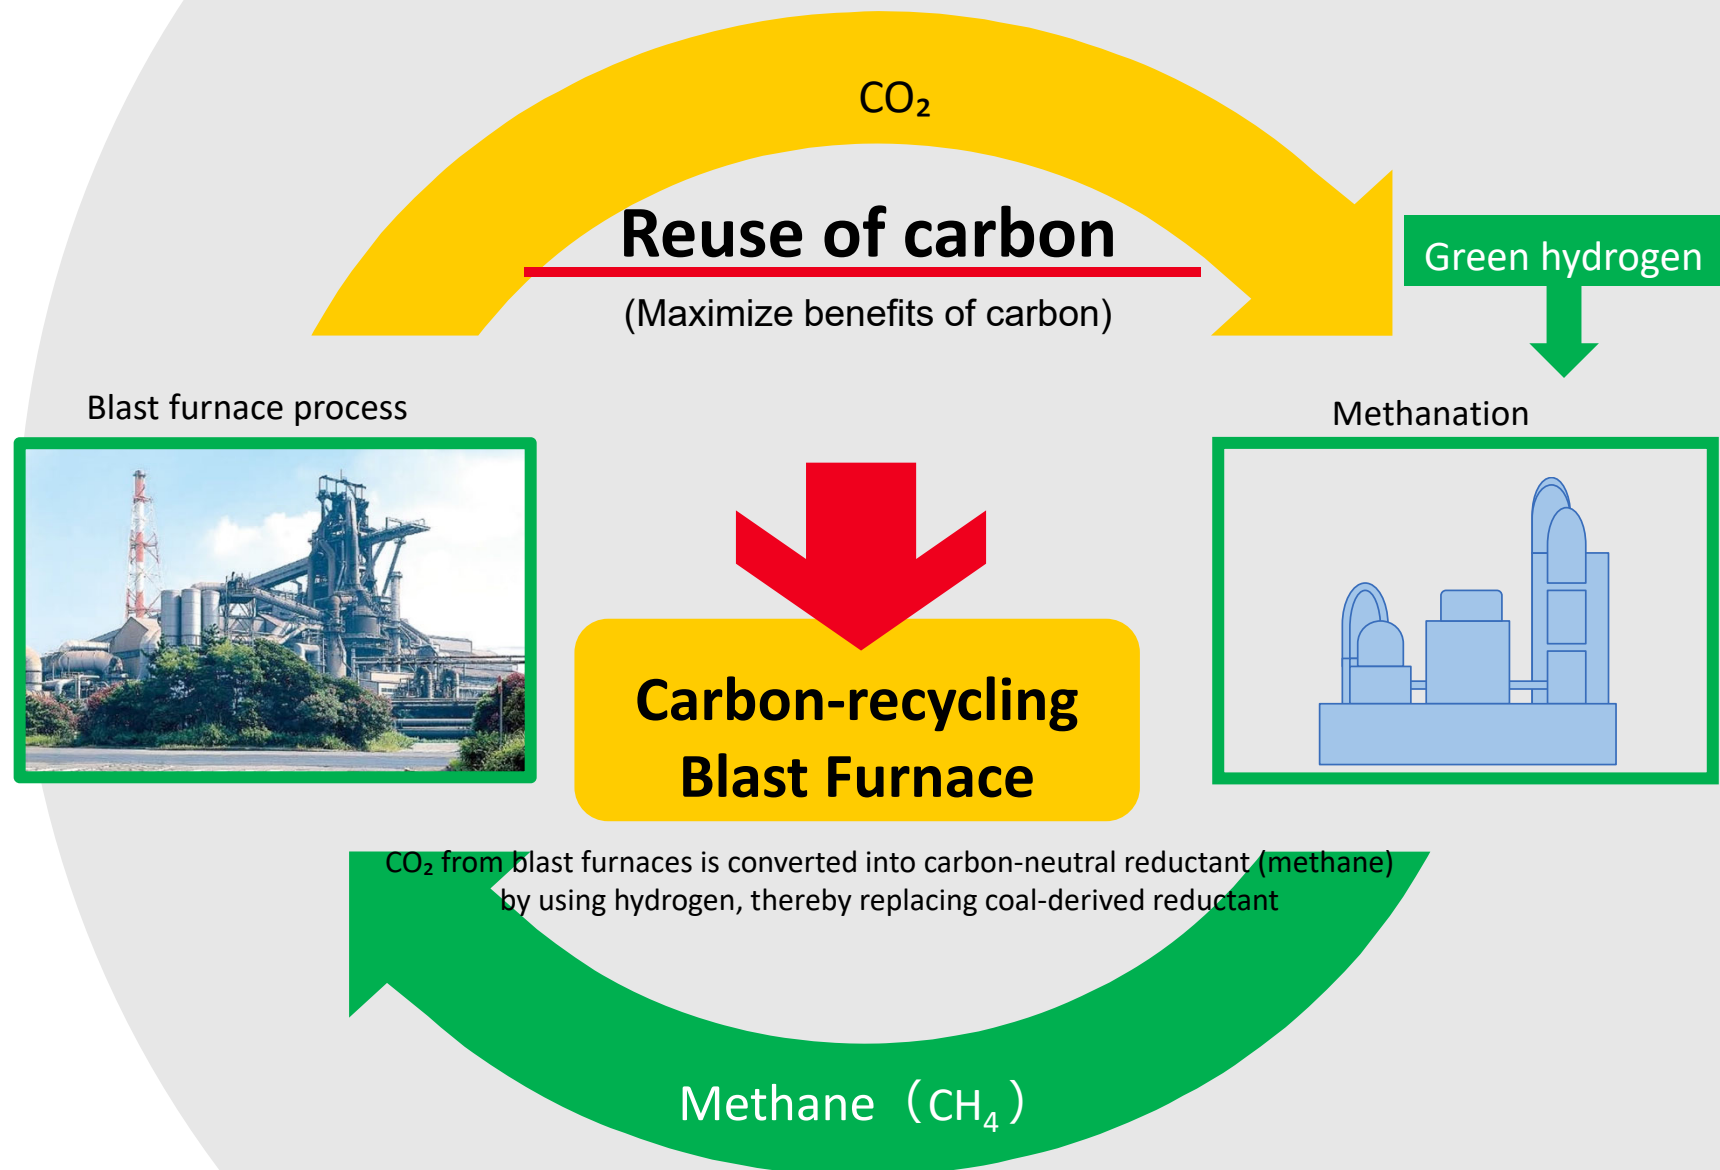 CO₂
Reuse of carbon
(Maximize benefits of carbon)
Green hydrogen
Blast furnace process
Methanation
Carbon-recycling
Blast Furnace
CO₂ from blast furnaces is converted into carbon-neutral reductant (methane)
by using hydrogen, thereby replacing coal-derived reductant
Methane（CH₄）